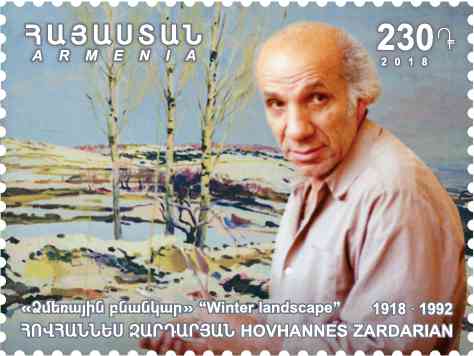 ՀԱՅԱՍՏԱՆ 230֏
ARMENIA 2018
«Ձմեռային բնանկար» “Winter landscape” 1918 - 1992
ՀՈՎՀԱՆՆԵՍ ԶԱՐԴԱՐՅԱՆ HOVHANNES ZARDARIAN